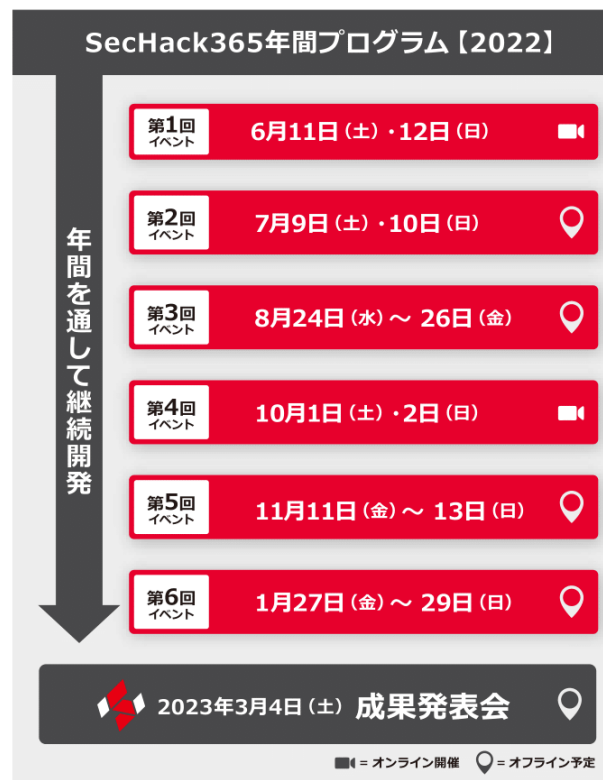 SecHack365年間プログラム【2022】
年間を通して継続開発
第1回
イベント
6月11日(土)・12日(日)
第2回
イベント
7月9日(土)・10日(日)
第3回
イベント
8月24日(水)～ 26日(金)
第4回
イベント
10月1日(土)・2日(日)
第5回
イベント
11月11日(金)～ 13日(日)
第6回
イベント
1月27日(金)～ 29日(日)
2023年3月4日(土) 成果発表会
= オンライン開催 = オフライン予定